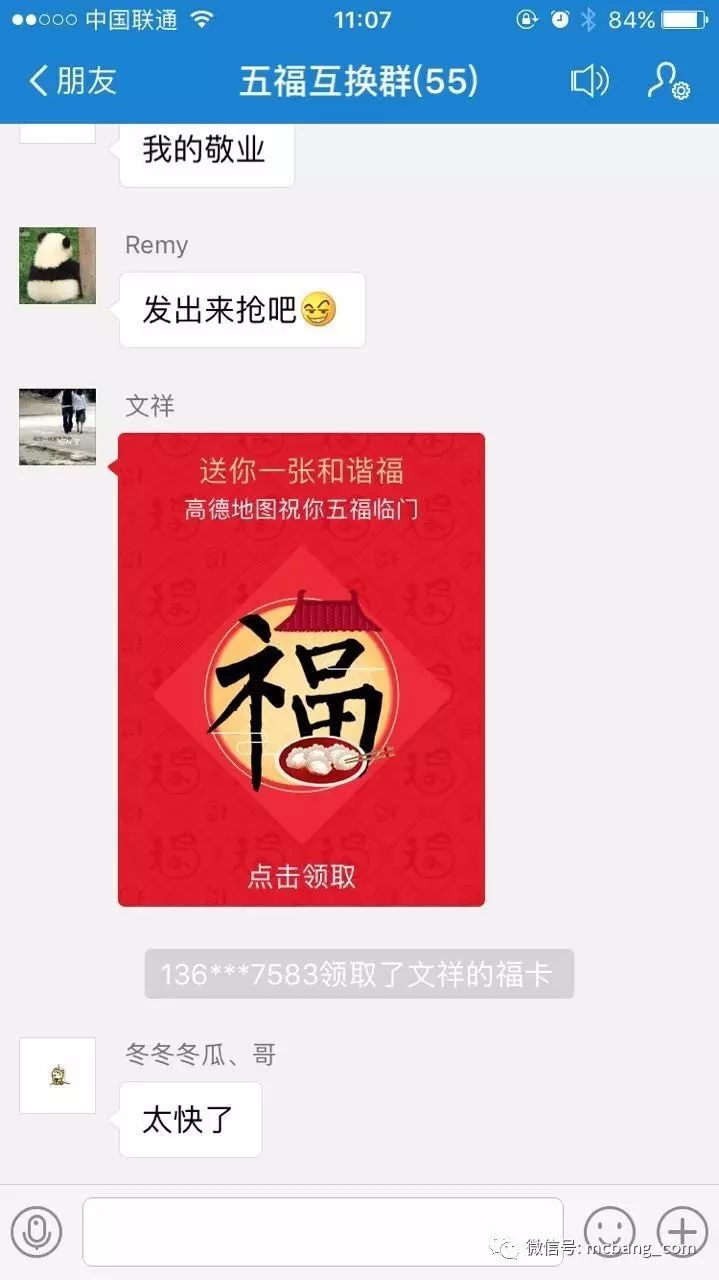 中国联通
11:07
84%
朋友
五福互换群(55)
我的敬业
Remy
发出来抢吧
文祥
送你一张和谐福
高德地图祝你五福临门
福
点击领取
136***7583领取了文祥的福卡
冬冬冬瓜、哥
太快了
微信号: mcbang_com